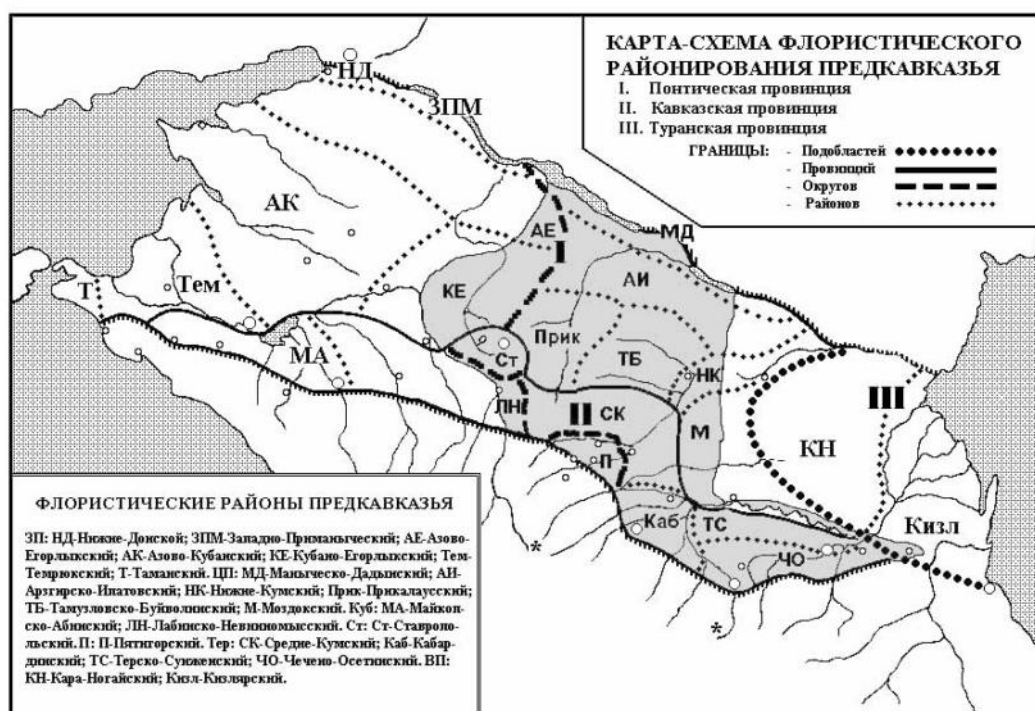 КАРТА-СХЕМА ФЛОРИСТИЧЕСКОГО
РАЙОНИРОВАНИЯ ПРЕДКАВКАЗЬЯ
I. Понтическая провинция
II. Кавказская провинция
III. Туранская провинция
ГРАНИЦЫ: - Подобластей
- Провинций
- Округов
- Районов
НД
ЗПМ
АК
АЕ
I
МД
АИ
КЕ
Т
Тем
МА
Ст
Прик
ТБ
НК
ЛН
II СК
М
III
КН
П
Каб
ТС
ЧО
Кизл
*
*
ФЛОРИСТИЧЕСКИЕ РАЙОНЫ ПРЕДКАВКАЗЬЯ
ЗП: НД-Нижне-Донской; ЗПМ-Западно-Приманычский; АЕ-Азово-
Егорлыкский; АК-Азово-Кубанский; КЕ-Кубано-Егорлыкский; Тем-
Темрюкский; Т-Таманский. ЦП: МД-Маныческо-Дадынский; АИ-
Арзгирско-Ипатовский; НК-Нижне-Кумский; Прик-Прикалаусский;
ТБ-Тамузловско-Буйволинский; М-Моздокский. Куб: МА-Майкоп-
ско-Абинский; ЛН-Лабинско-Невинномысский. Ст: Ст-Ставропо-
льский. П: П-Пятигорский. Тер: СК-Средне-Кумский; Каб-Кабар-
динский; ТС-Терско-Сунженский; ЧО-Чечено-Осетинский. ВП:
КН-Кара-Ногайский; Кизл-Кизлярский.